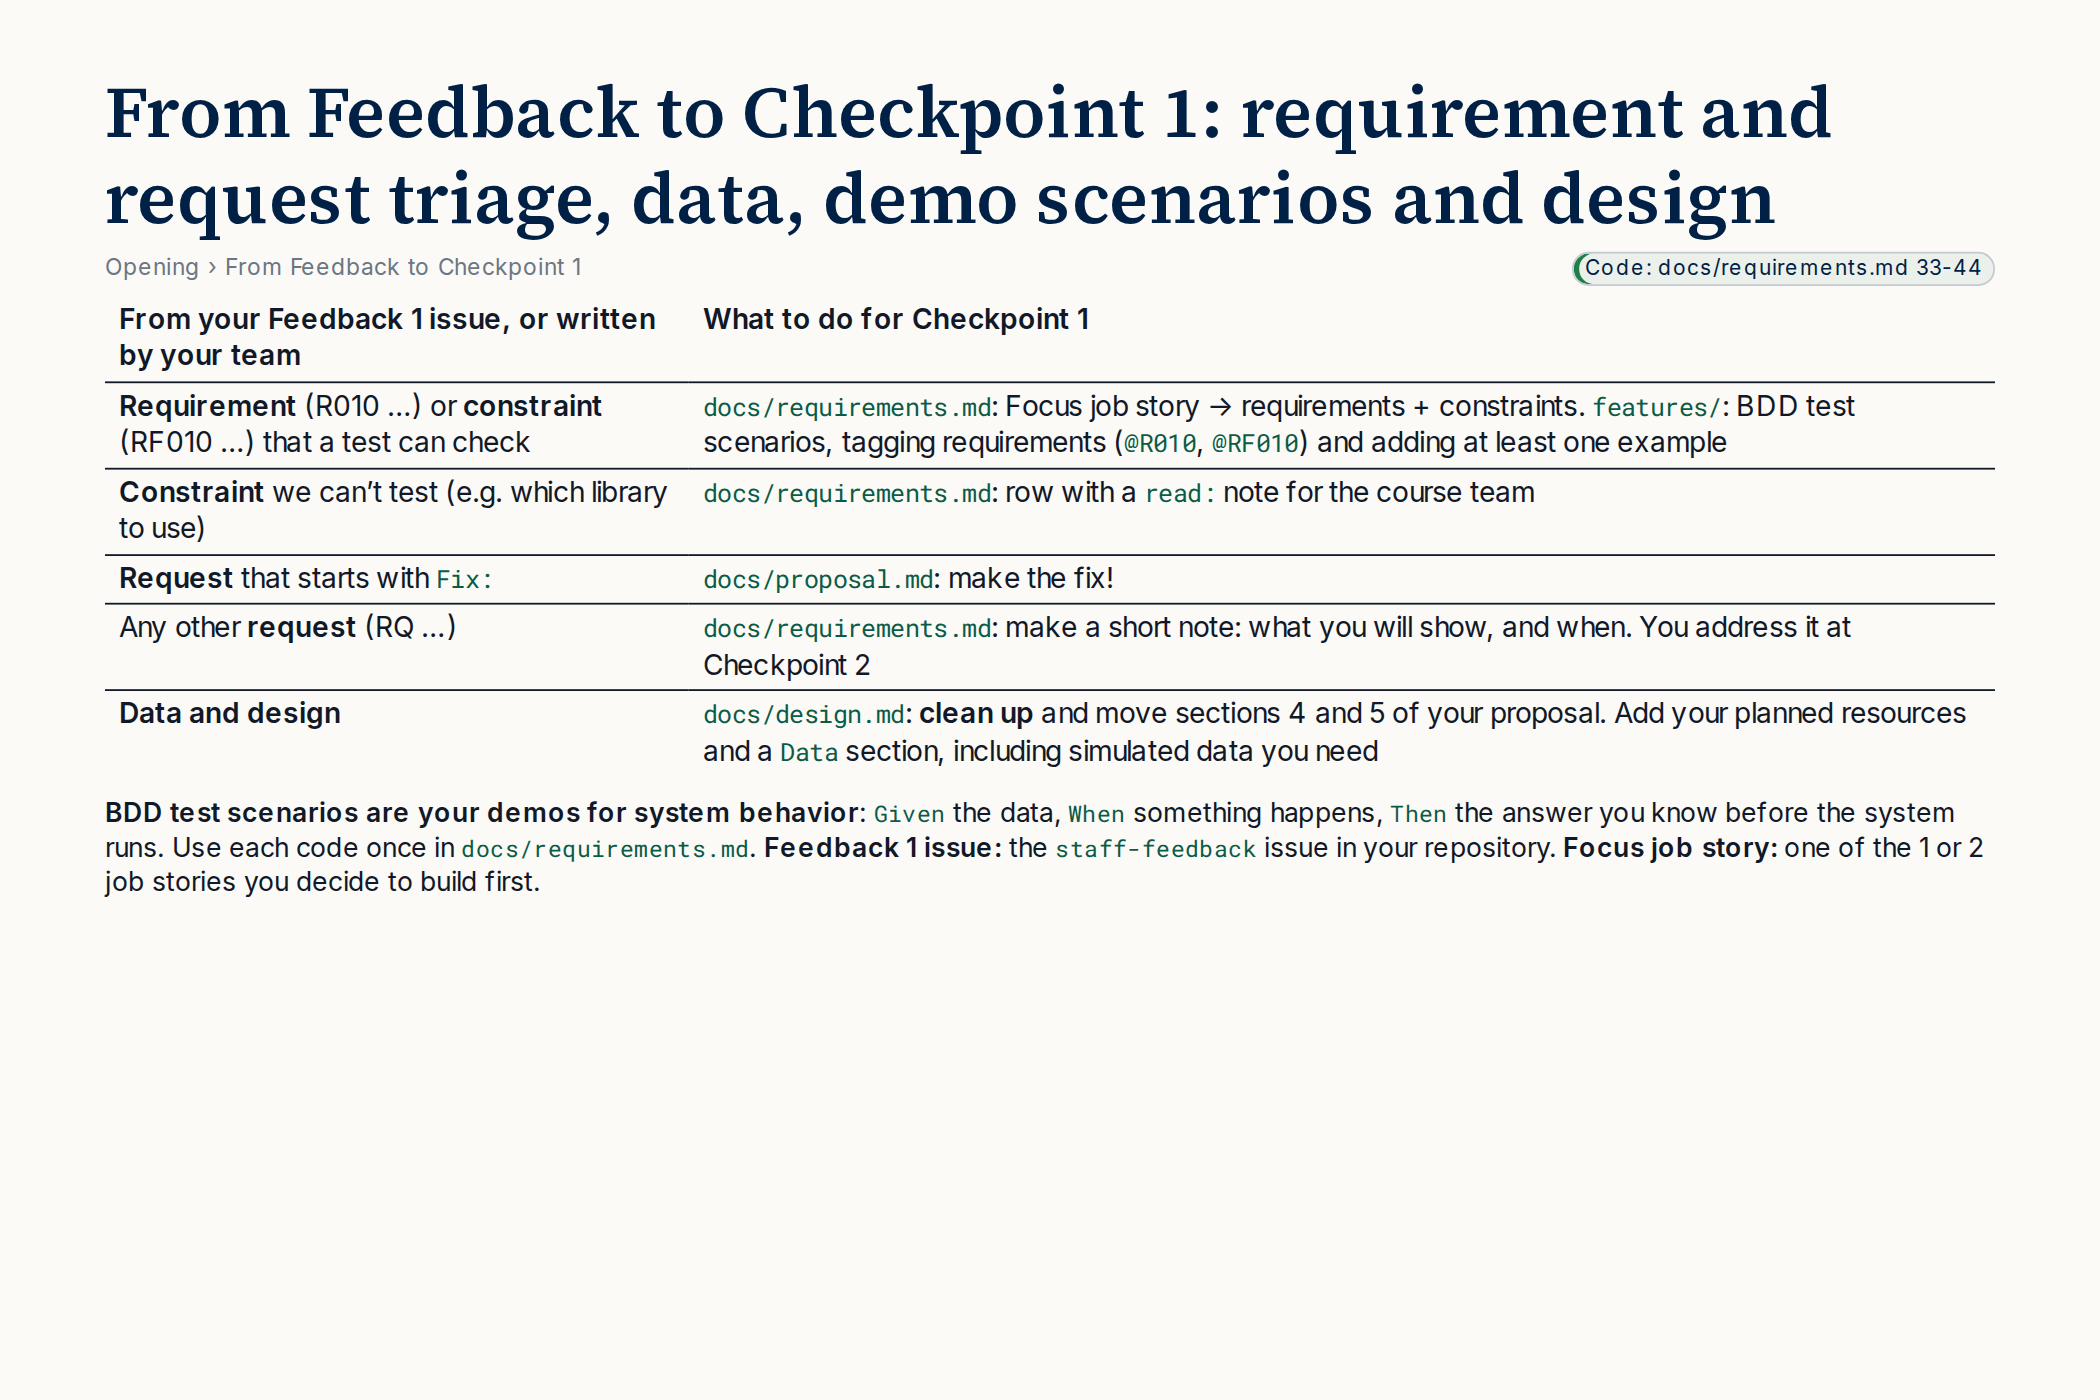 From Feedback to Checkpoint 1: requirement and
request triage, data, demo scenarios and design
Opening › From Feedback to Checkpoint 1
Code: docs/requirements.md 33-44
From your Feedback 1 issue, or written
by your team
What to do for Checkpoint 1
Requirement (R010 …) or constraint
(RF010 …) that a test can check
docs/requirements.md: Focus job story → requirements + constraints. features/: BDD test
scenarios, tagging requirements (@R010, @RF010) and adding at least one example
Constraint we can’t test (e.g. which library
to use)
docs/requirements.md: row with a read: note for the course team
Request that starts with Fix:
docs/proposal.md: make the fix!
Any other request (RQ …)
docs/requirements.md: make a short note: what you will show, and when. You address it at
Checkpoint 2
Data and design
docs/design.md: clean up and move sections 4 and 5 of your proposal. Add your planned resources
and a Data section, including simulated data you need
BDD test scenarios are your demos for system behavior: Given the data, When something happens, Then the answer you know before the system
runs. Use each code once in docs/requirements.md. Feedback 1 issue: the staff-feedback issue in your repository. Focus job story: one of the 1 or 2
job stories you decide to build first.